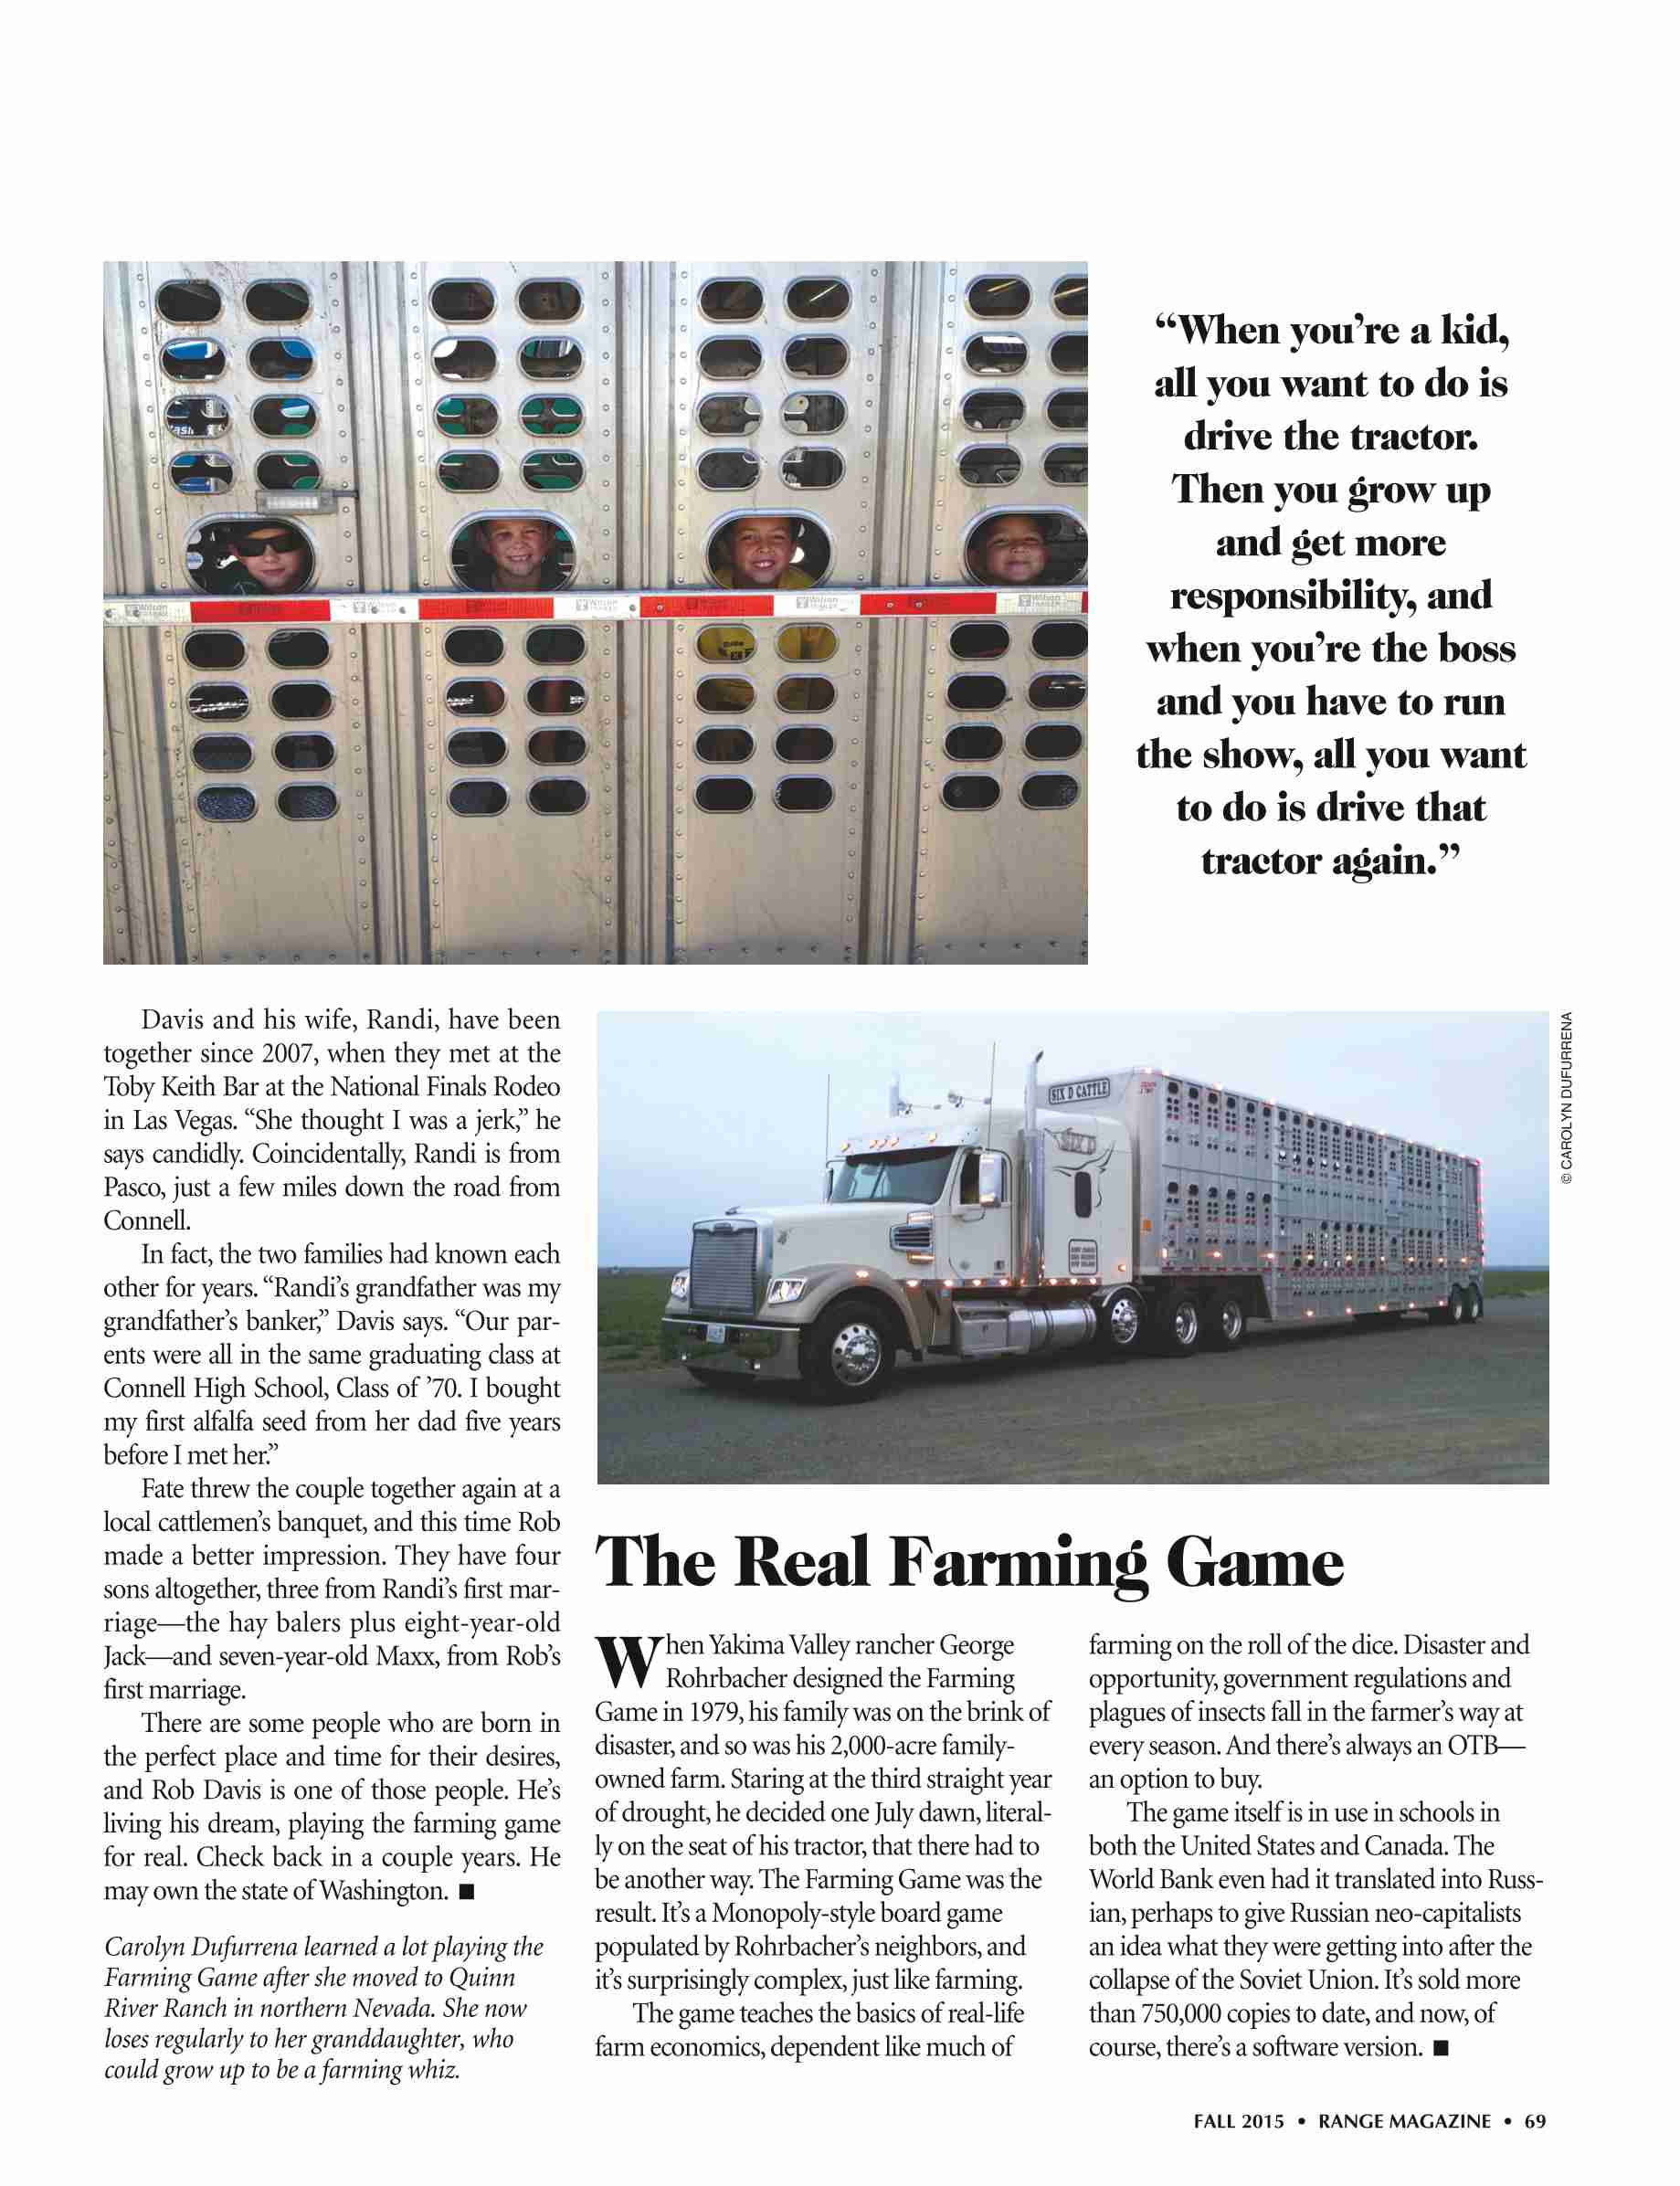 “When you’re a kid,
all you want to do is
drive the tractor.
Then you grow up
and get more
responsibility, and
when you’re the boss
and you have to run
the show, all you want
to do is drive that
tractor again.”
Wilson
Wilson
Wilson
Wilson
Davis and his wife, Randi, have been
together since 2007, when they met at the
Toby Keith Bar at the National Finals Rodeo
in Las Vegas. “She thought I was a jerk,” he
says candidly. Coincidentally, Randi is from
Pasco, just a few miles down the road from
Connell.
In fact, the two families had known each
other for years. “Randi’s grandfather was my
grandfather’s banker,” Davis says. “Our par-
ents were all in the same graduating class at
Connell High School, Class of ’70. I bought
my first alfalfa seed from her dad five years
before I met her.”
Fate threw the couple together again at a
local cattlemen’s banquet, and this time Rob
made a better impression. They have four
sons altogether, three from Randi’s first mar-
riage—the hay balers plus eight-year-old
Jack—and seven-year-old Maxx, from Rob’s
first marriage.
There are some people who are born in
the perfect place and time for their desires,
and Rob Davis is one of those people. He’s
living his dream, playing the farming game
for real. Check back in a couple years. He
may own the state of Washington. ■
Carolyn Dufurrena learned a lot playing the
Farming Game after she moved to Quinn
River Ranch in northern Nevada. She now
loses regularly to her granddaughter, who
could grow up to be a farming whiz.
© CAROLYN DUFURRENA
SIX D CATTLE
SIX D
The Real Farming Game
When Yakima Valley rancher George
Rohrbacher designed the Farming
Game in 1979, his family was on the brink of
disaster, and so was his 2,000-acre family-
owned farm. Staring at the third straight year
of drought, he decided one July dawn, literal-
ly on the seat of his tractor, that there had to
be another way. The Farming Game was the
result. It’s a Monopoly-style board game
populated by Rohrbacher’s neighbors, and
it’s surprisingly complex, just like farming.
The game teaches the basics of real-life
farm economics, dependent like much of
farming on the roll of the dice. Disaster and
opportunity, government regulations and
plagues of insects fall in the farmer’s way at
every season. And there’s always an OTB—
an option to buy.
The game itself is in use in schools in
both the United States and Canada. The
World Bank even had it translated into Russ-
ian, perhaps to give Russian neo-capitalists
an idea what they were getting into after the
collapse of the Soviet Union. It’s sold more
than 750,000 copies to date, and now, of
course, there’s a software version. ■
FALL 2015 • RANGE MAGAZINE • 69